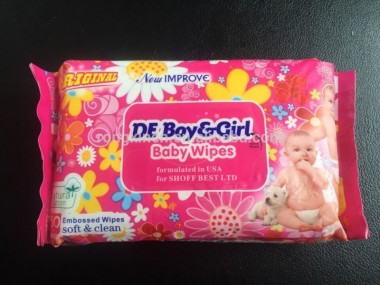 ORIGINAL
New IMPROVE
DE Boy&Girl
Baby Wipes
formulated in USA
for SHOFF BEST LTD
Embossed Wipes
soft & clean